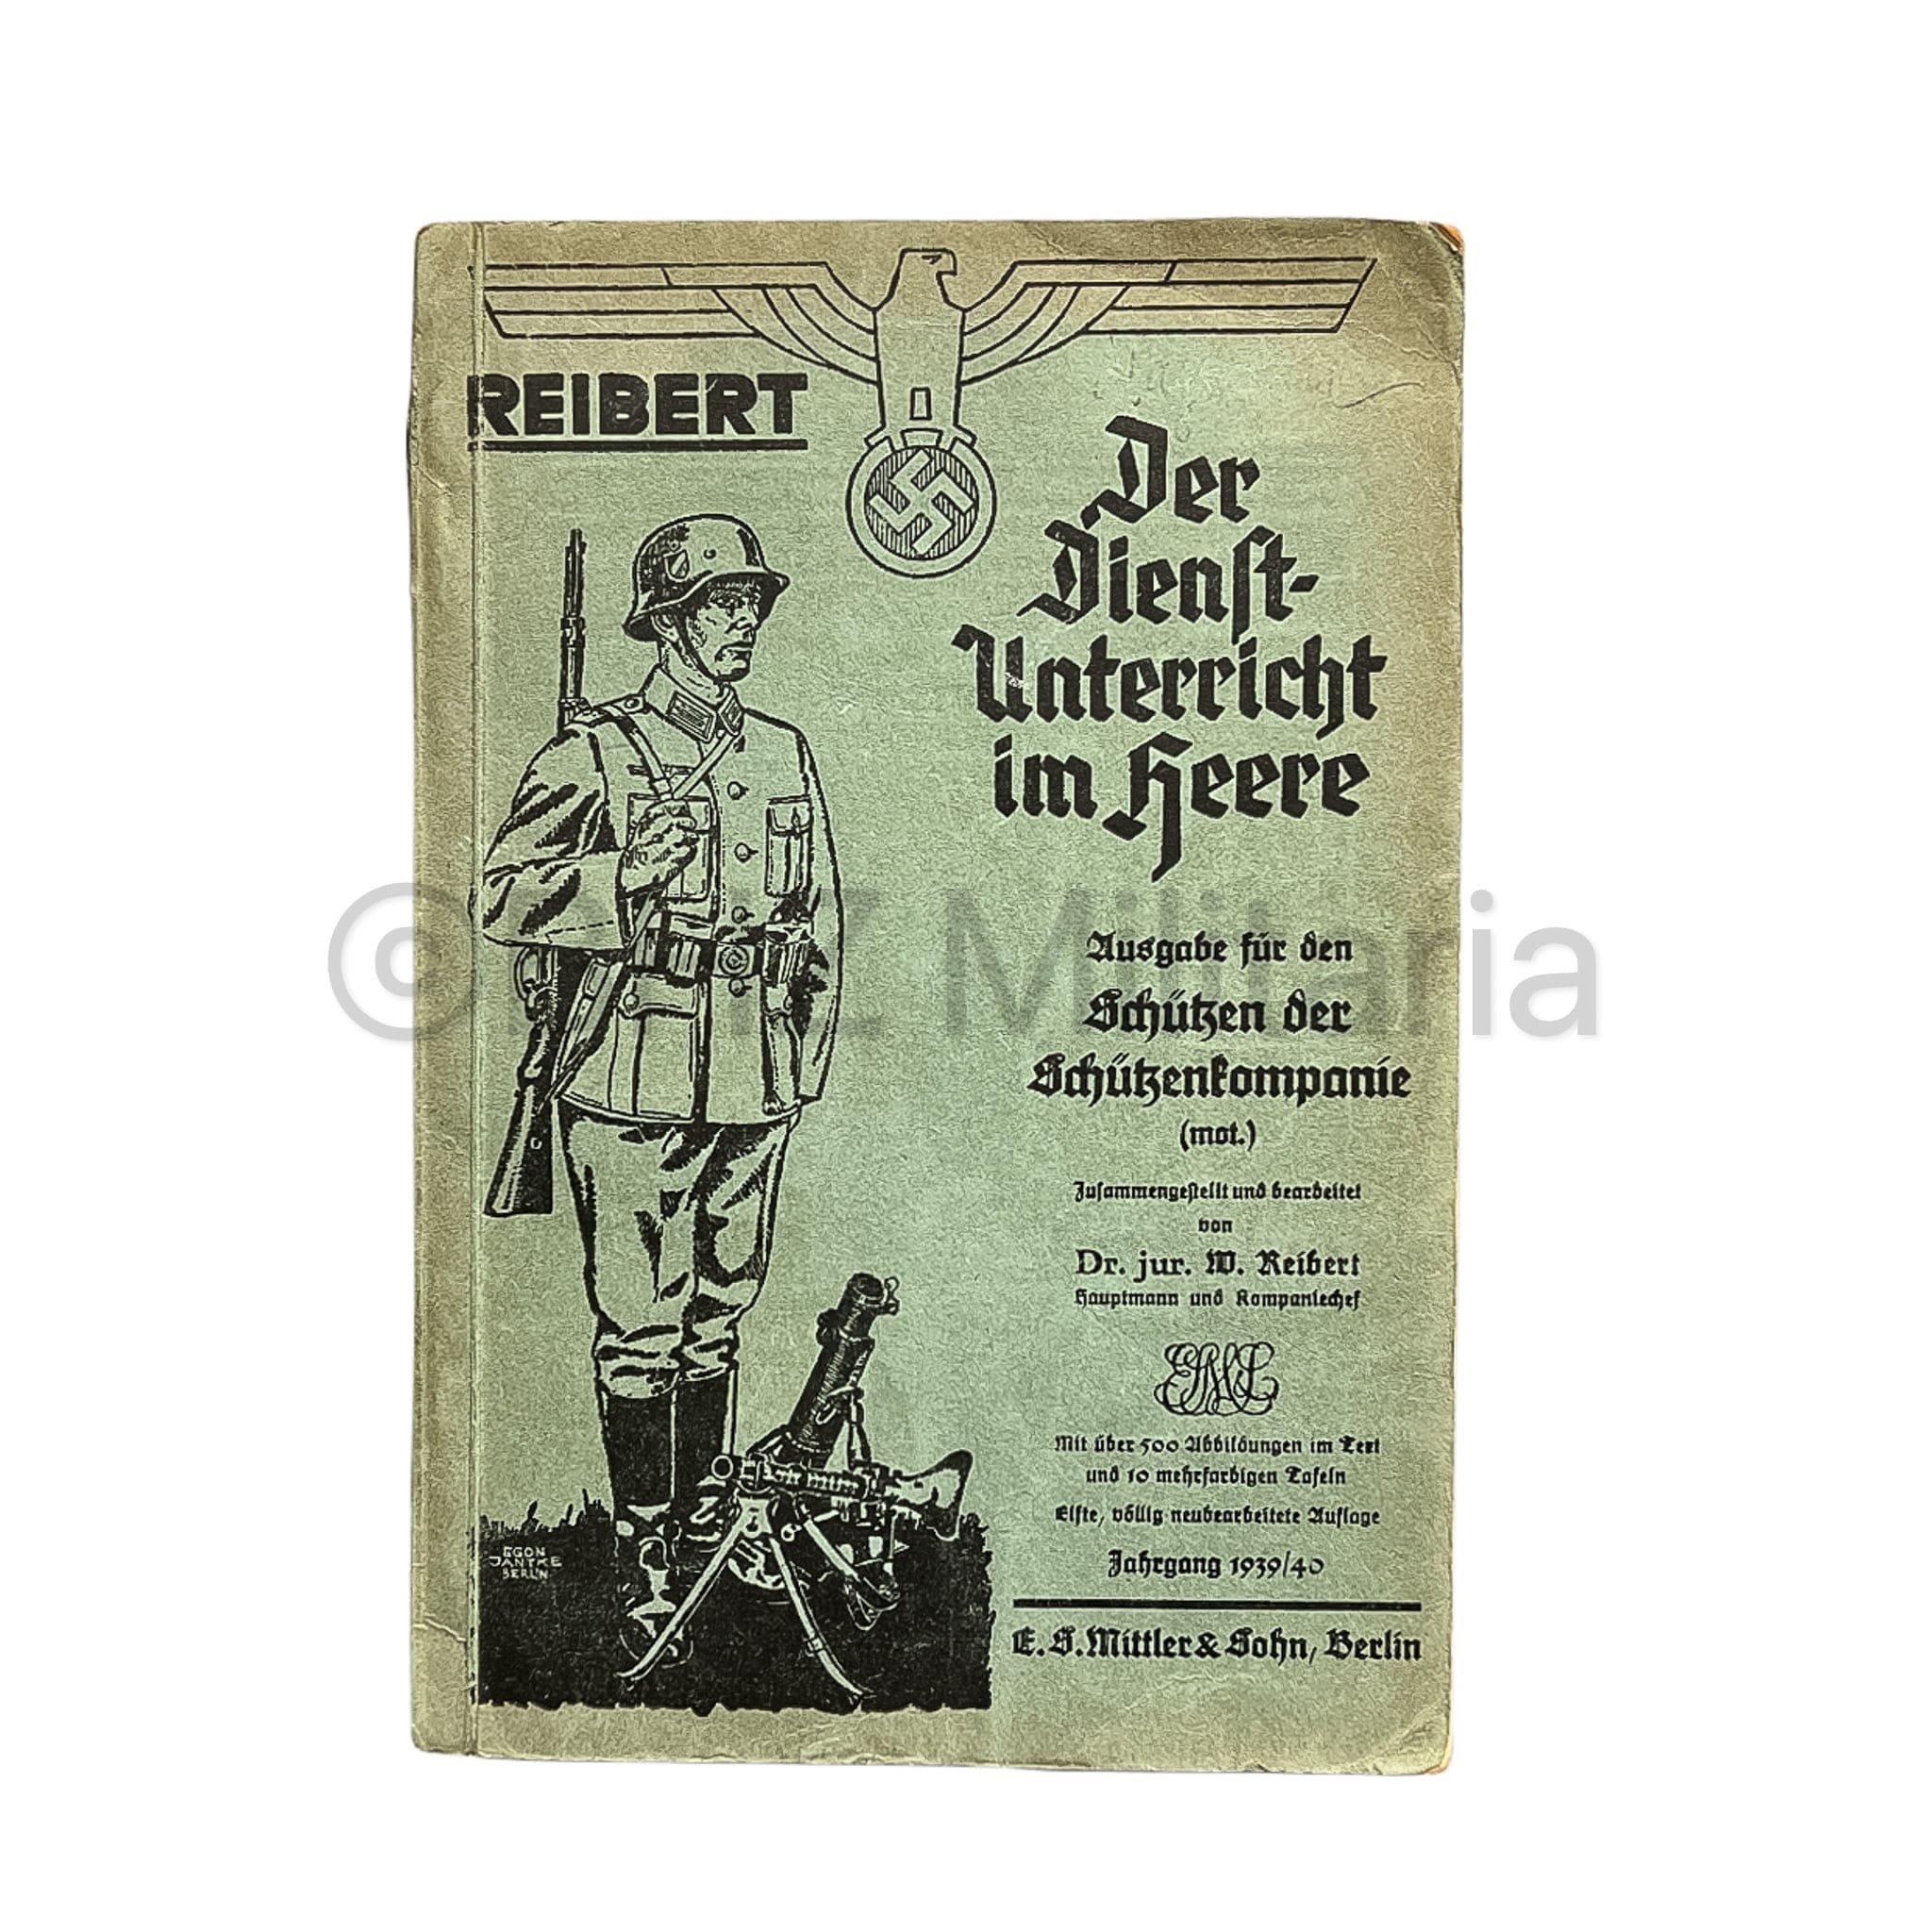 REIBERT
Der
Dienst-
Unterricht
im Heere
Ausgabe für den
Schützen der
Schützenkompanie
(mot.)
Zusammengestellt und bearbeitet
von
Dr. jur. W. Reibert
Hauptmann und Kompaniechef
Mit über 500 Abbildungen im Text
und 10 mehrfarbigen Tafeln
Elfte, völlig neubearbeitete Auflage
Jahrgang 1939/40
E. S. Mittler & Sohn, Berlin
EGON
JANTKE
BERLIN
© Militaria